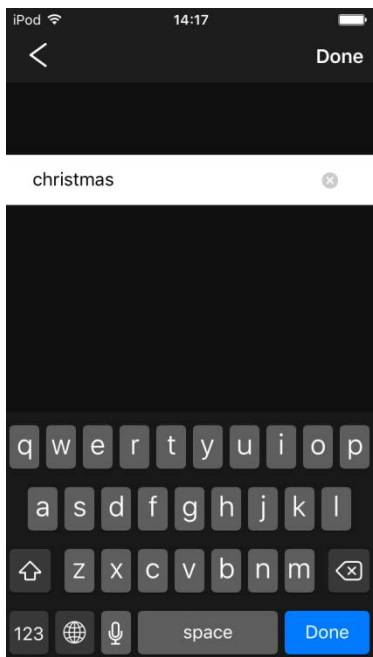 iPod 14:17
Done
christmas
q w e r t y u i o p
a s d f g h j k l
z x c v b n m
123 space Done